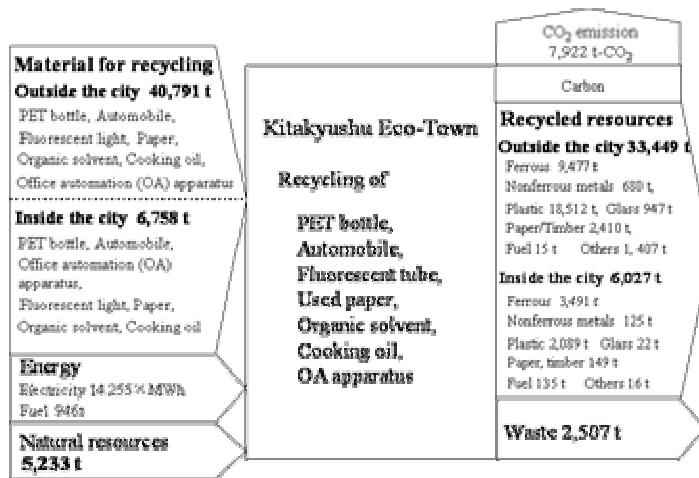 Material for recycling
Outside the city 40,791 t
PET bottle, Automobile,
Fluorescent light, Paper,
Organic solvent, Cooking oil,
Office automation (OA) apparatus
Inside the city 6,758 t
PET bottle, Automobile,
Office automation (OA)
apparatus,
Fluorescent light, Paper,
Organic solvent, Cooking oil
Energy
Electricity 14.255×MWh
Fuel 946t
Natural resources
5,233 t
Kitakyushu Eco-Town
Recycling of
PET bottle,
Automobile,
Fluorescent tube,
Used paper,
Organic solvent,
Cooking oil,
OA apparatus
CO₂ emission
7,922 t-CO₂
Carbon
Recycled resources
Outside the city 33,449 t
Ferrous 9,477 t
Nonferrous metals 680 t,
Plastic 18,512 t, Glass 947 t
Paper/Timber 2,410 t,
Fuel 15 t Others 1, 407 t
Inside the city 6,027 t
Ferrous 3,491 t
Nonferrous metals 125 t
Plastic 2,089 t Glass 22 t
Paper, timber 149 t
Fuel 135 t Others 16 t
Waste 2,507 t